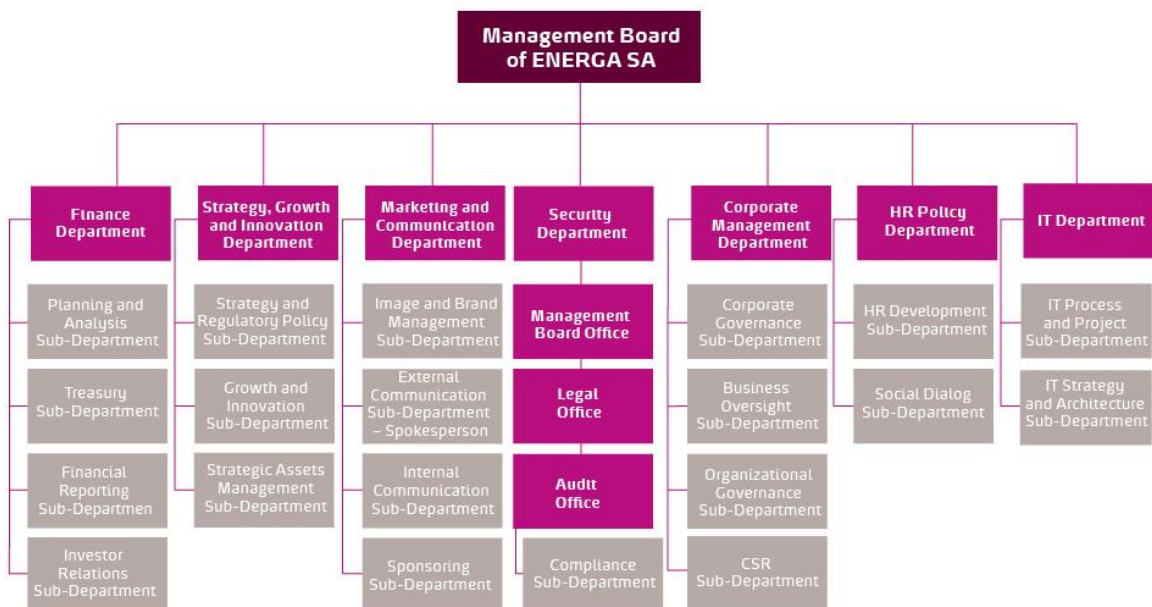 Management Board
of ENERGA SA
Finance
Department
Strategy, Growth
and Innovation
Department
Marketing and
Communication
Department
Security
Department
Corporate
Management
Department
HR Policy
Department
IT Department
Planning and
Analysis
Sub-Department
Treasury
Sub-Department
Financial
Reporting
Sub-Departmen
Investor
Relations
Sub-Department
Strategy and
Regulatory Policy
Sub-Department
Growth and
Innovation
Sub-Department
Strategic Assets
Management
Sub-Department
Image and Brand
Management
Sub-Department
External
Communication
Sub-Department
– Spokesperson
Internal
Communication
Sub-Department
Sponsoring
Sub-Department
Management
Board Office
Legal
Office
Audit
Office
Compliance
Sub-Department
Corporate
Governance
Sub-Department
Business
Oversight
Sub-Department
Organizational
Governance
Sub-Department
CSR
Sub-Department
HR Development
Sub-Department
Social Dialog
Sub-Department
IT Process
and Project
Sub-Department
IT Strategy
and Architecture
Sub-Department